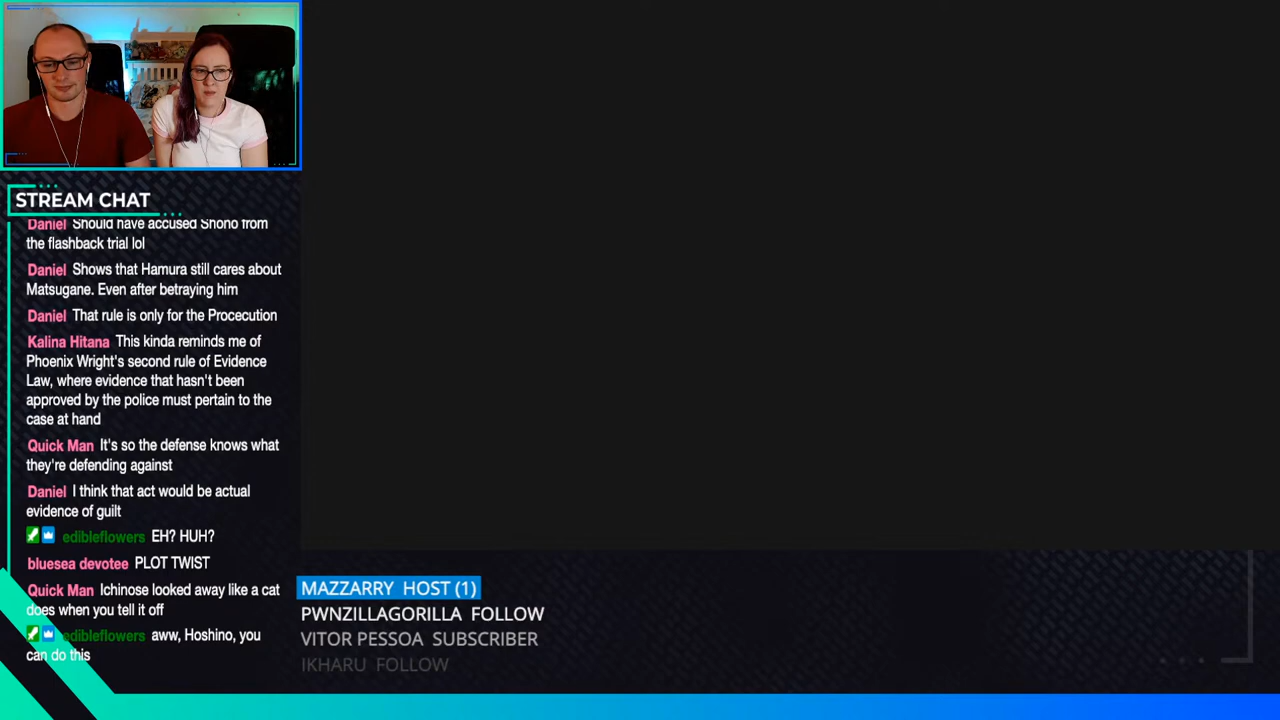 STREAM CHAT
Daniel Should have accused Shono from
the flashback trial lol
Daniel Shows that Hamura still cares about
Matsugane. Even after betraying him
Daniel That rule is only for the Procecution
Kalina Hitana This kinda reminds me of
Phoenix Wright's second rule of Evidence
Law, where evidence that hasn't been
approved by the police must pertain to the
case at hand
Quick Man It's so the defense knows what
they're defending against
Daniel I think that act would be actual
evidence of guilt
edibleflowers EH? HUH?
bluesea devotee PLOT TWIST
Quick Man Ichinose looked away like a cat
does when you tell it off
edibleflowers aww, Hoshino, you
can do this
MAZZARRY HOST (1)
PWNZILLAGORILLA FOLLOW
VITOR PESSOA SUBSCRIBER
IKHARU FOLLOW